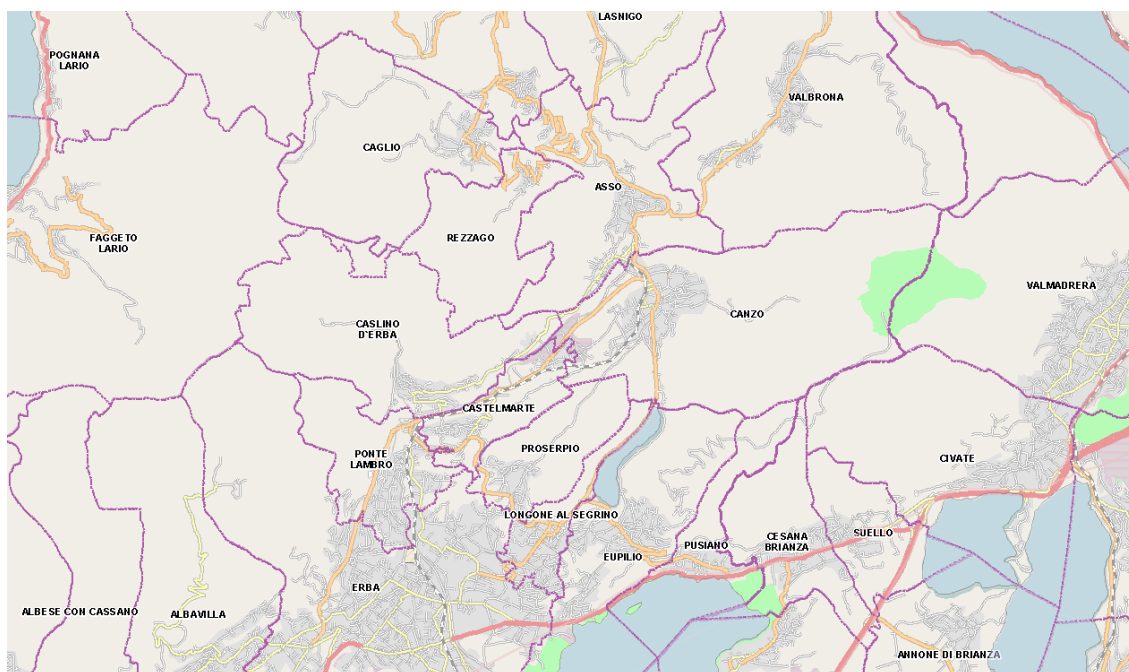 LASNIGO
POGNANA
LARIO
VALBRONA
CAGLIO
ASSO
FAGGETO
LARIO
REZZAGO
VALMADRERA
CANZO
CASLINO
D'ERBA
CASTELMARTE
PROSERPIO
PONTE
LAMBRO
CIVATE
LONGONE AL SEGRINO
EUPILIO
PUSIANO
CESANA
BRIANZA
SUELLO
ERBA
ALBESE CON CASSANO
ALBAVILLA
ANNONE DI BRIANZA